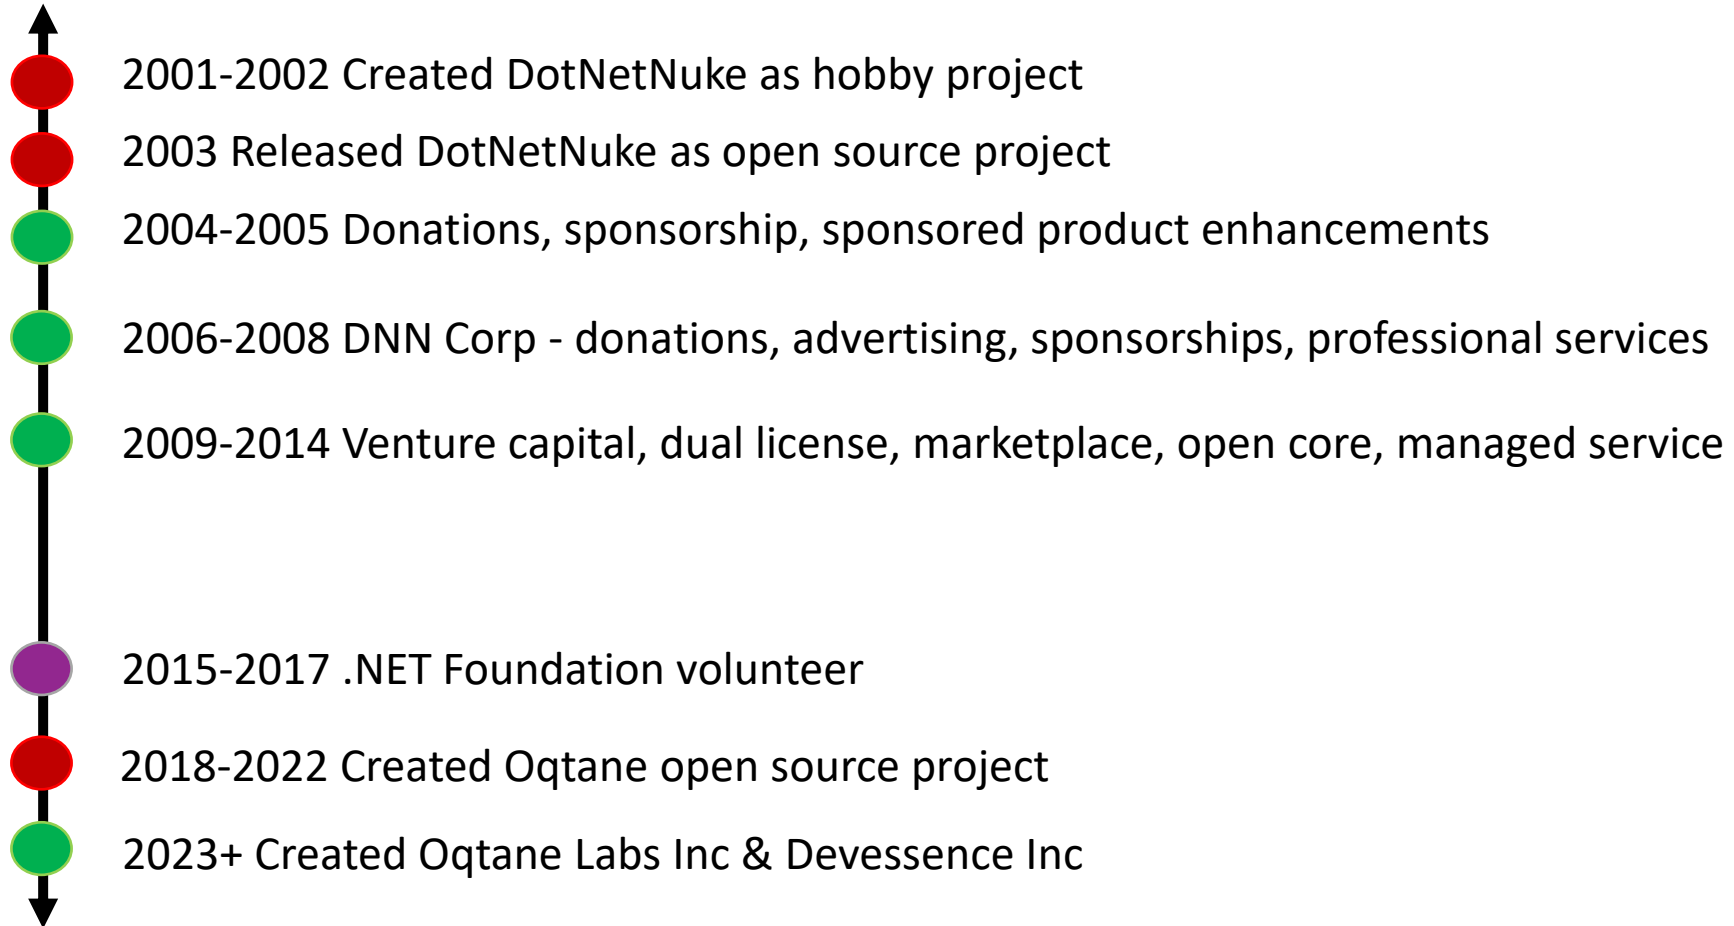 2001-2002 Created DotNetNuke as hobby project
2003 Released DotNetNuke as open source project
2004-2005 Donations, sponsorship, sponsored product enhancements
2006-2008 DNN Corp - donations, advertising, sponsorships, professional services
2009-2014 Venture capital, dual license, marketplace, open core, managed service
2015-2017 .NET Foundation volunteer
2018-2022 Created Oqtane open source project
2023+ Created Oqtane Labs Inc & Devessence Inc